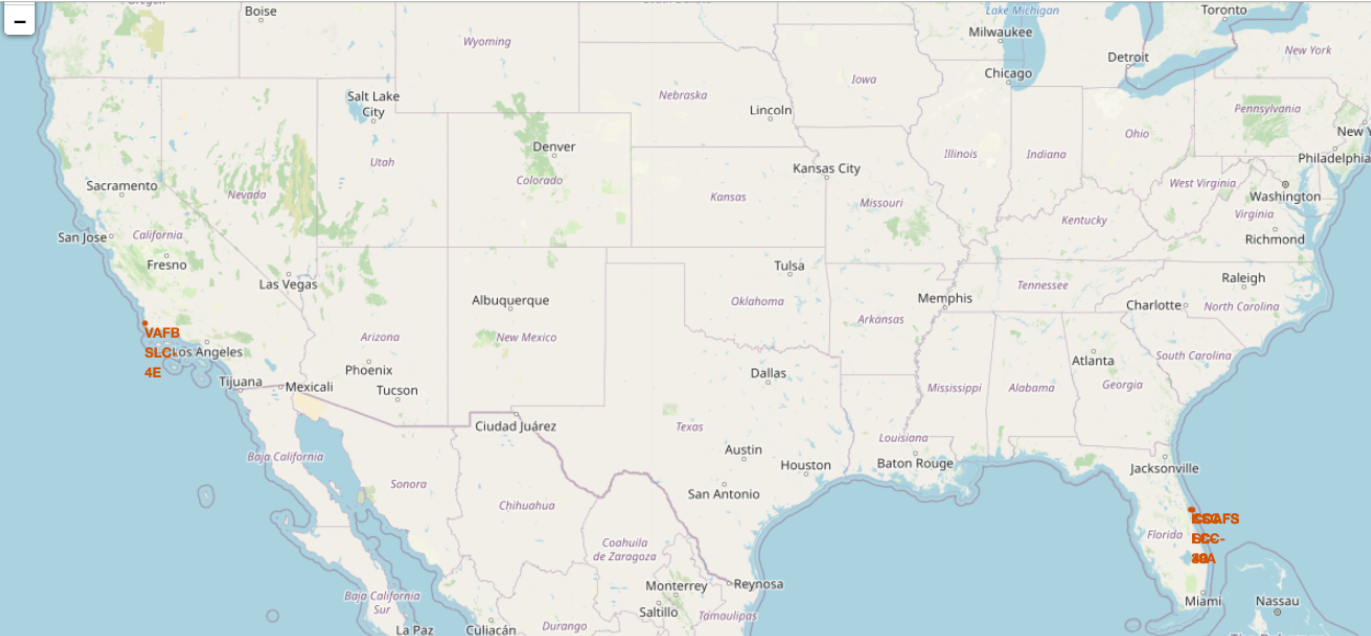 −
Boise
Lake Michigan
Toronto
Milwaukee
Wyoming
Detroit
New York
Chicago
Iowa
Salt Lake
City
Nebraska
Lincoln
Pennsylvania
New
Ohio
Denver
Utah
Illinois
Indiana
Philadelphia
Kansas City
Colorado
Sacramento
Nevada
Kansas
West Virginia
Washington
Missouri
Virginia
Kentucky
San Jose
California
Richmond
Fresno
Tulsa
Las Vegas
Raleigh
Tennessee
Albuquerque
Oklahoma
Memphis
Charlotte
North Carolina
Arkansas
VAFB
SLC-
4E
Los Angeles
Arizona
New Mexico
South Carolina
Atlanta
Phoenix
Dallas
Tijuana
Mexicali
Tucson
Mississippi
Alabama
Georgia
Ciudad Juárez
Texas
Louisiana
Austin
Baja California
Houston
Baton Rouge
Jacksonville
Sonora
San Antonio
Chihuahua
Florida
Coahuila
de Zaragoza
Monterrey
Reynosa
Baja California
Sur
Miami
Nassau
Saltillo
Tamaulipas
La Paz
Culiacán
Durango